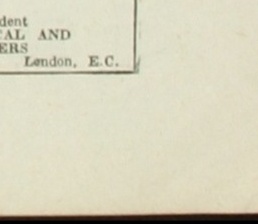 dent
CAL AND
ERS
London, E.C.